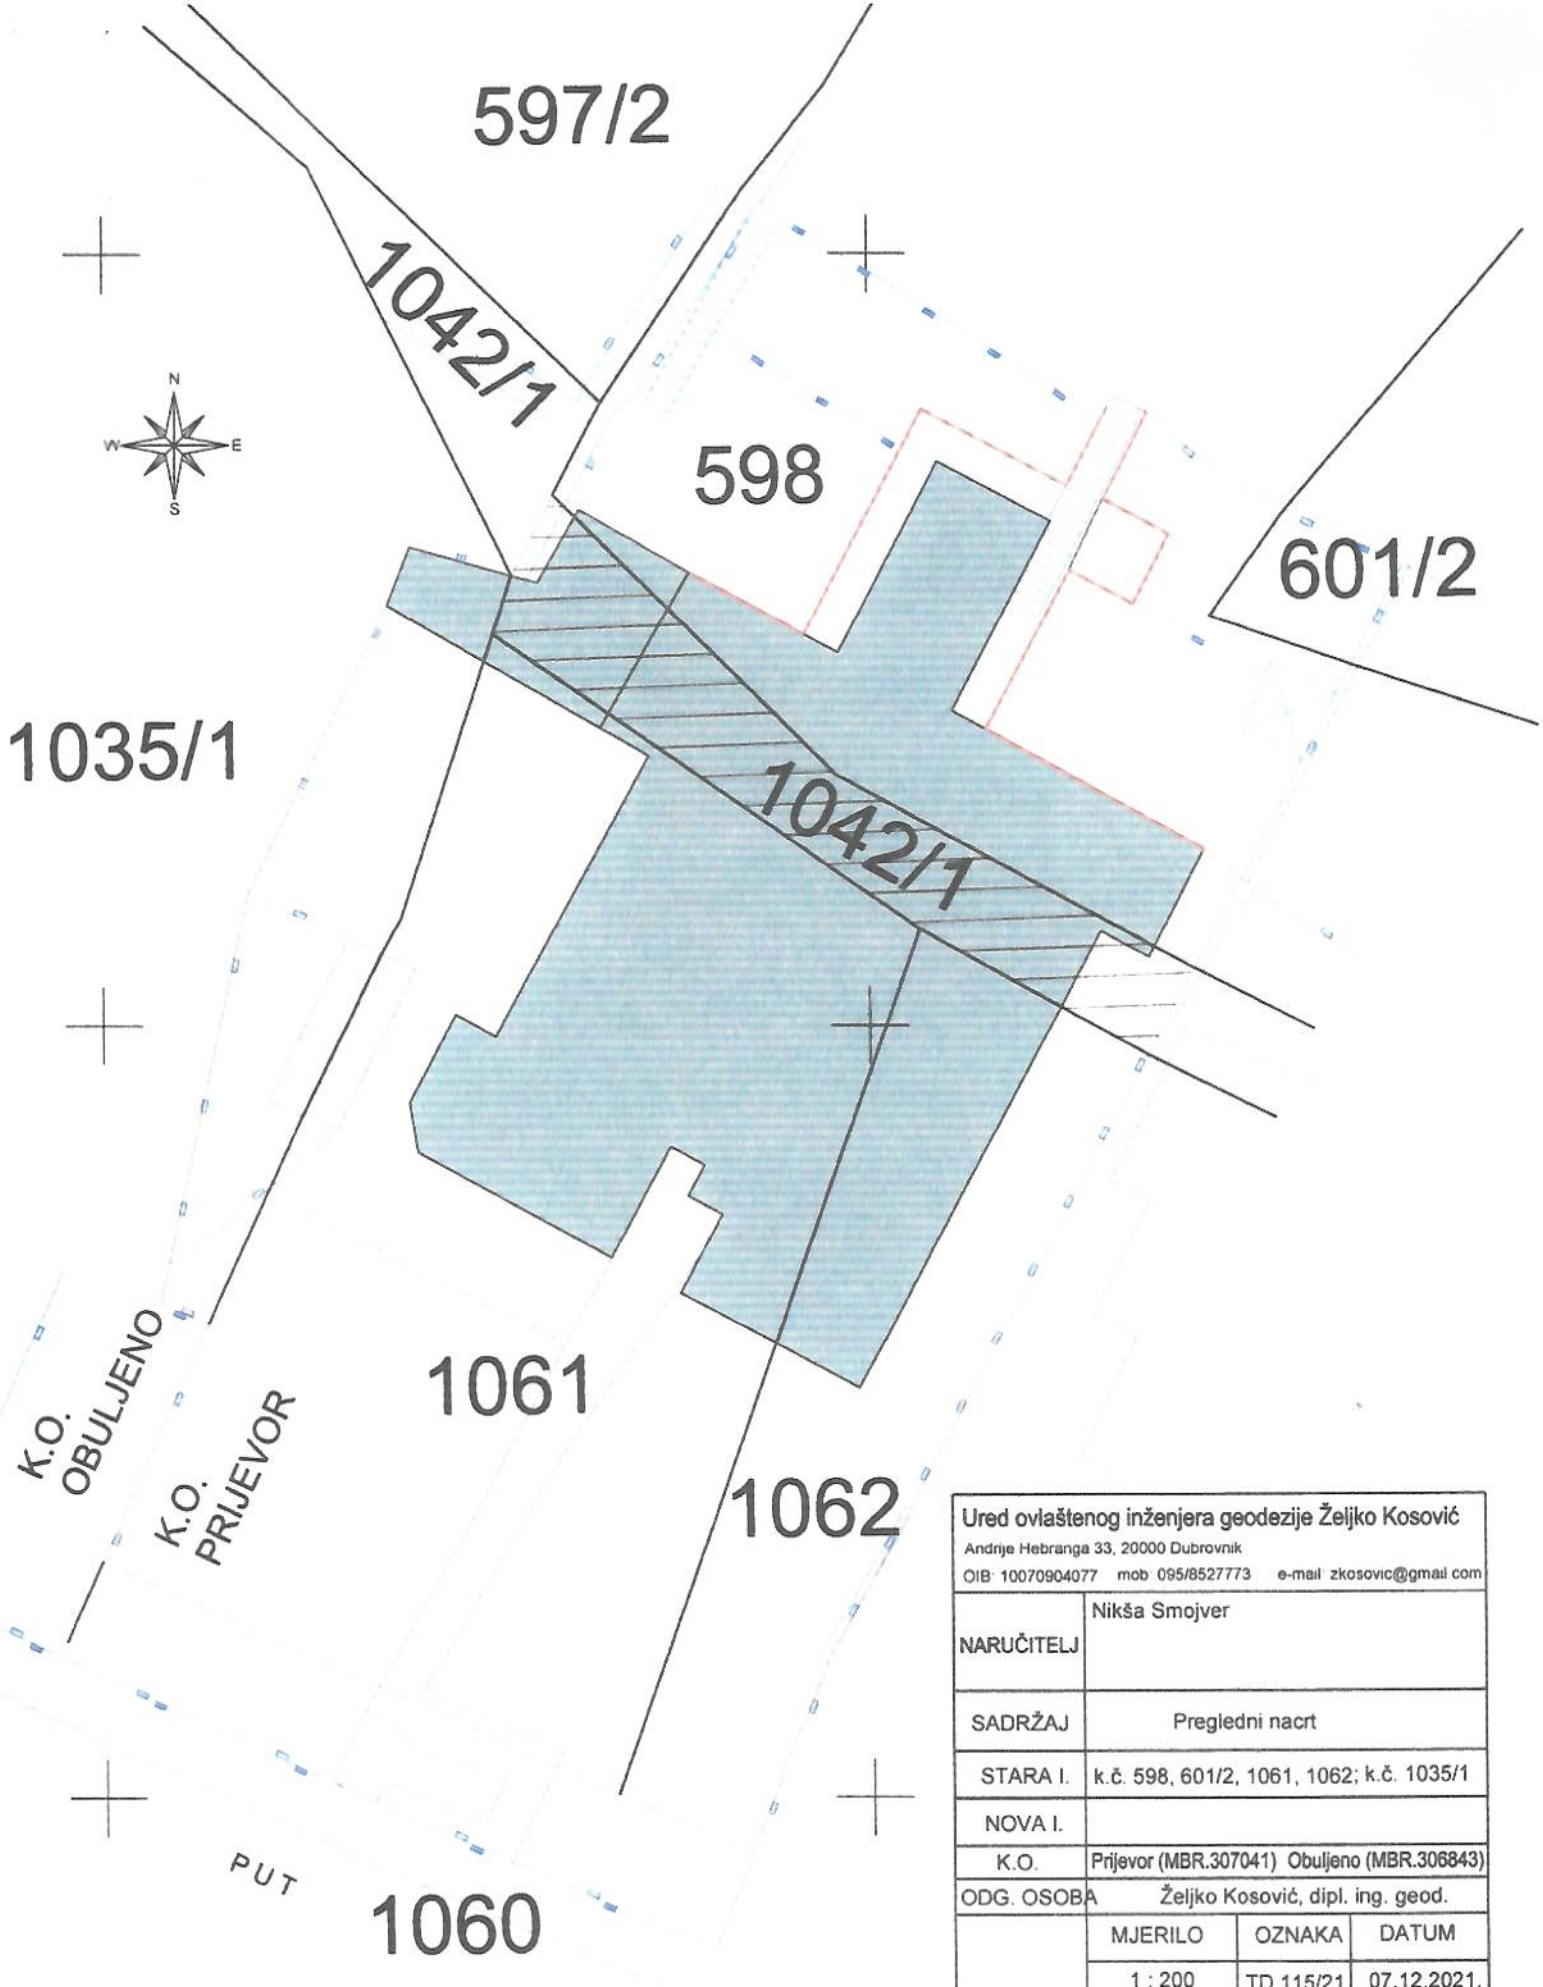 597/2
1042/1
N
W E
S
598
601/2
1035/1
1042/1
K.O.
OBULJENO
K.O.
PRIJEVOR
1061
1062
PUT
1060
Ured ovlaštenog inženjera geodezije Željko Kosović
Andrije Hebranga 33, 20000 Dubrovnik
OIB: 10070904077 mob 095/8527773 e-mail zkosovic@gmail com
NARUČITELJ Nikša Smojver
SADRŽAJ Pregledni nacrt
STARA I. k.č. 598, 601/2, 1061, 1062; k.č. 1035/1
NOVA I.
K.O. Prijevor (MBR.307041) Obuljeno (MBR.306843)
ODG. OSOBA Željko Kosović, dipl. ing. geod.
MJERILO OZNAKA DATUM
1 : 200 TD 115/21 07.12.2021.